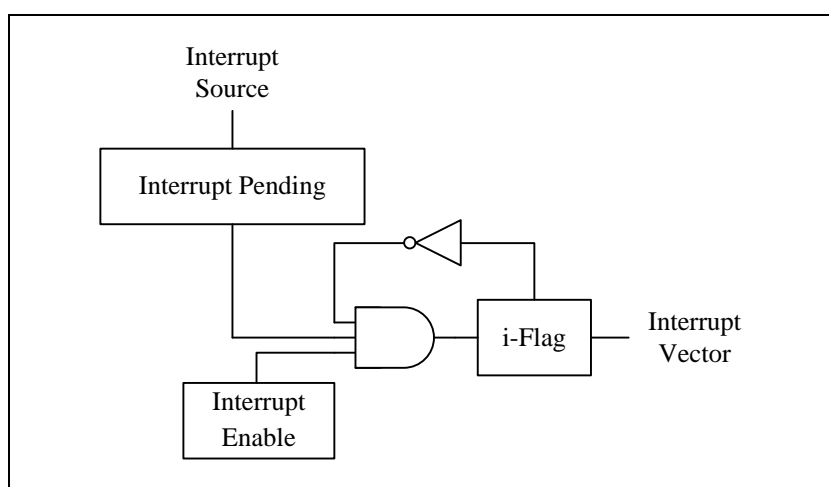 Interrupt
Source
Interrupt Pending
i-Flag
Interrupt
Vector
Interrupt
Enable